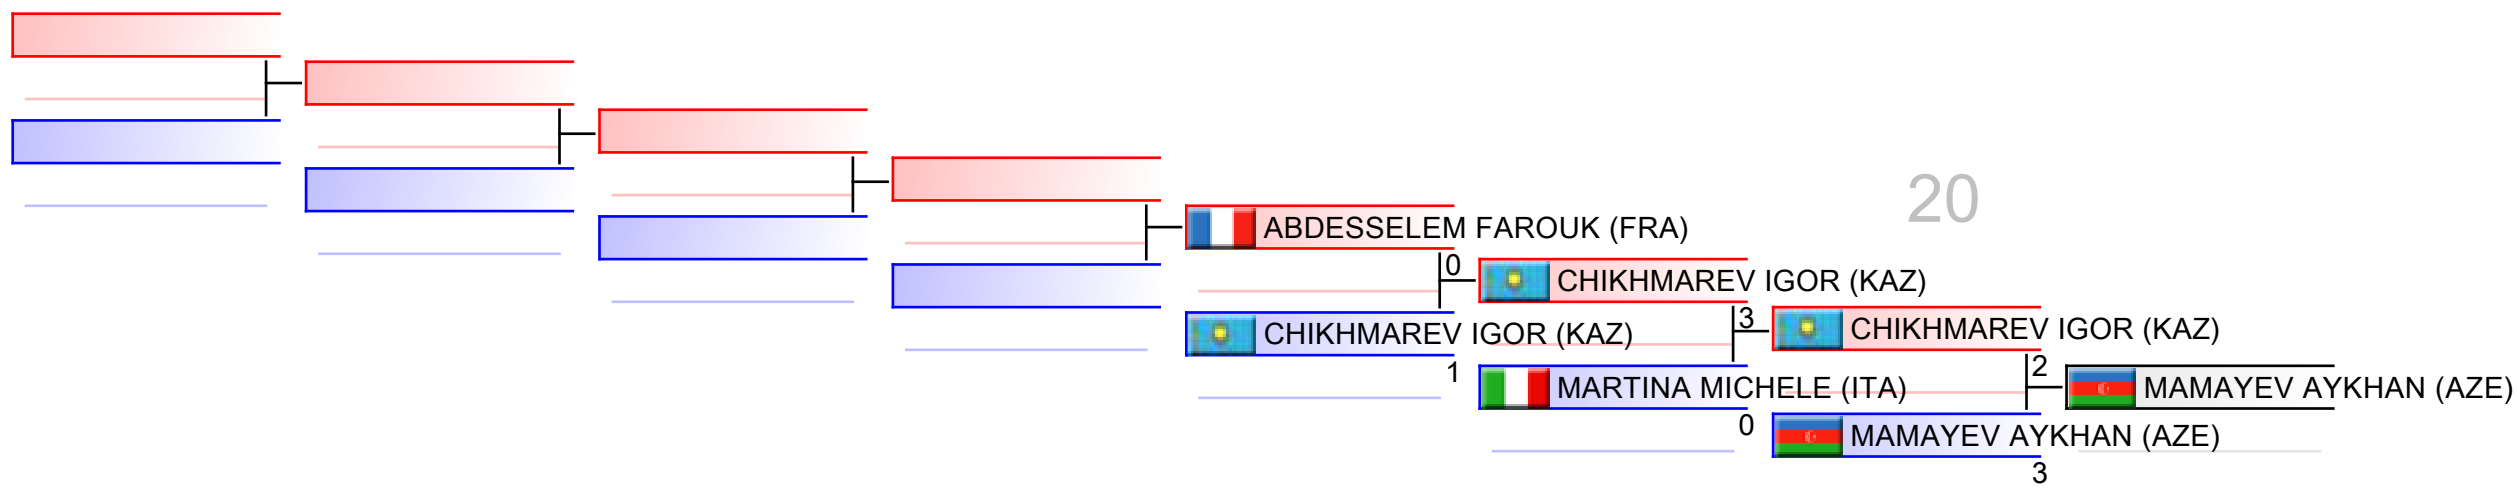 20
ABDESSELEM FAROUK (FRA)
0
CHIKHMAREV IGOR (KAZ)
CHIKHMAREV IGOR (KAZ)
1
3
CHIKHMAREV IGOR (KAZ)
MARTINA MICHELE (ITA)
0
2
MAMAYEV AYKHAN (AZE)
MAMAYEV AYKHAN (AZE)
3